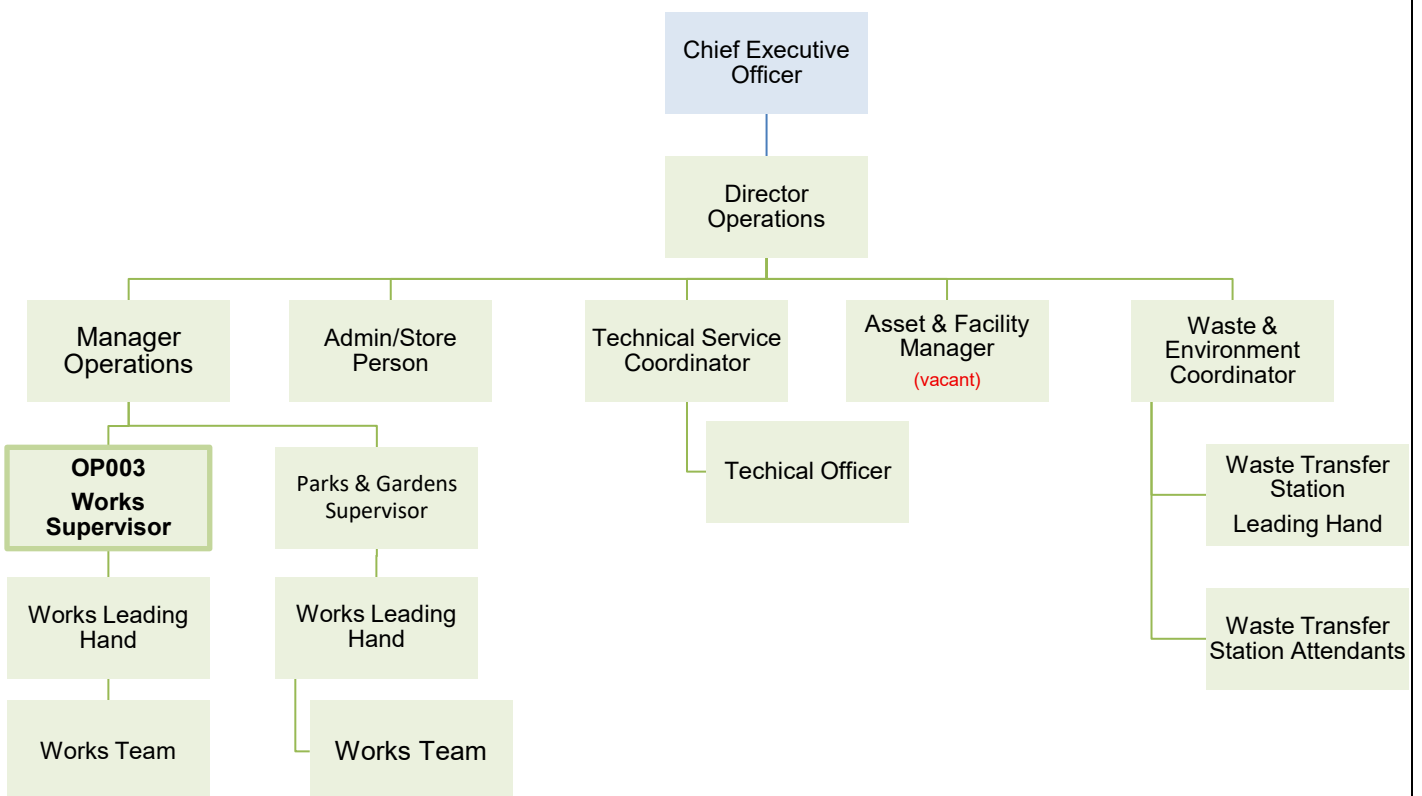 Chief Executive
Officer
Director
Operations
Manager
Operations
Admin/Store
Person
Technical Service
Coordinator
Asset & Facility
Manager
(vacant)
Waste &
Environment
Coordinator
OP003
Works
Supervisor
Parks & Gardens
Supervisor
Techical Officer
Waste Transfer
Station
Leading Hand
Works Leading
Hand
Works Leading
Hand
Waste Transfer
Station Attendants
Works Team
Works Team